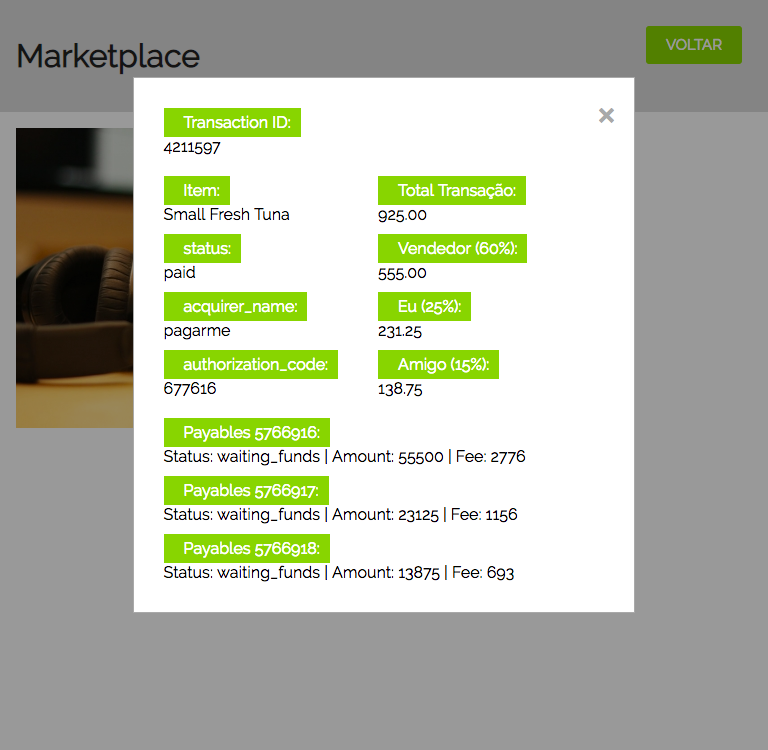 Marketplace
VOLTAR
×
Transaction ID:
4211597
Item:
Small Fresh Tuna
Total Transação:
925.00
status:
paid
Vendedor (60%):
555.00
acquirer_name:
pagarme
Eu (25%):
231.25
authorization_code:
677616
Amigo (15%):
138.75
Payables 5766916:
Status: waiting_funds | Amount: 55500 | Fee: 2776
Payables 5766917:
Status: waiting_funds | Amount: 23125 | Fee: 1156
Payables 5766918:
Status: waiting_funds | Amount: 13875 | Fee: 693